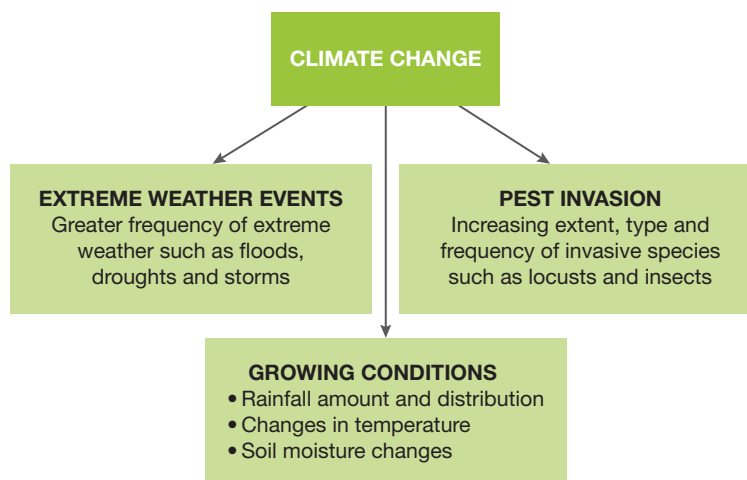 CLIMATE CHANGE
EXTREME WEATHER EVENTS
Greater frequency of extreme
weather such as floods,
droughts and storms
PEST INVASION
Increasing extent, type and
frequency of invasive species
such as locusts and insects
GROWING CONDITIONS
• Rainfall amount and distribution
• Changes in temperature
• Soil moisture changes